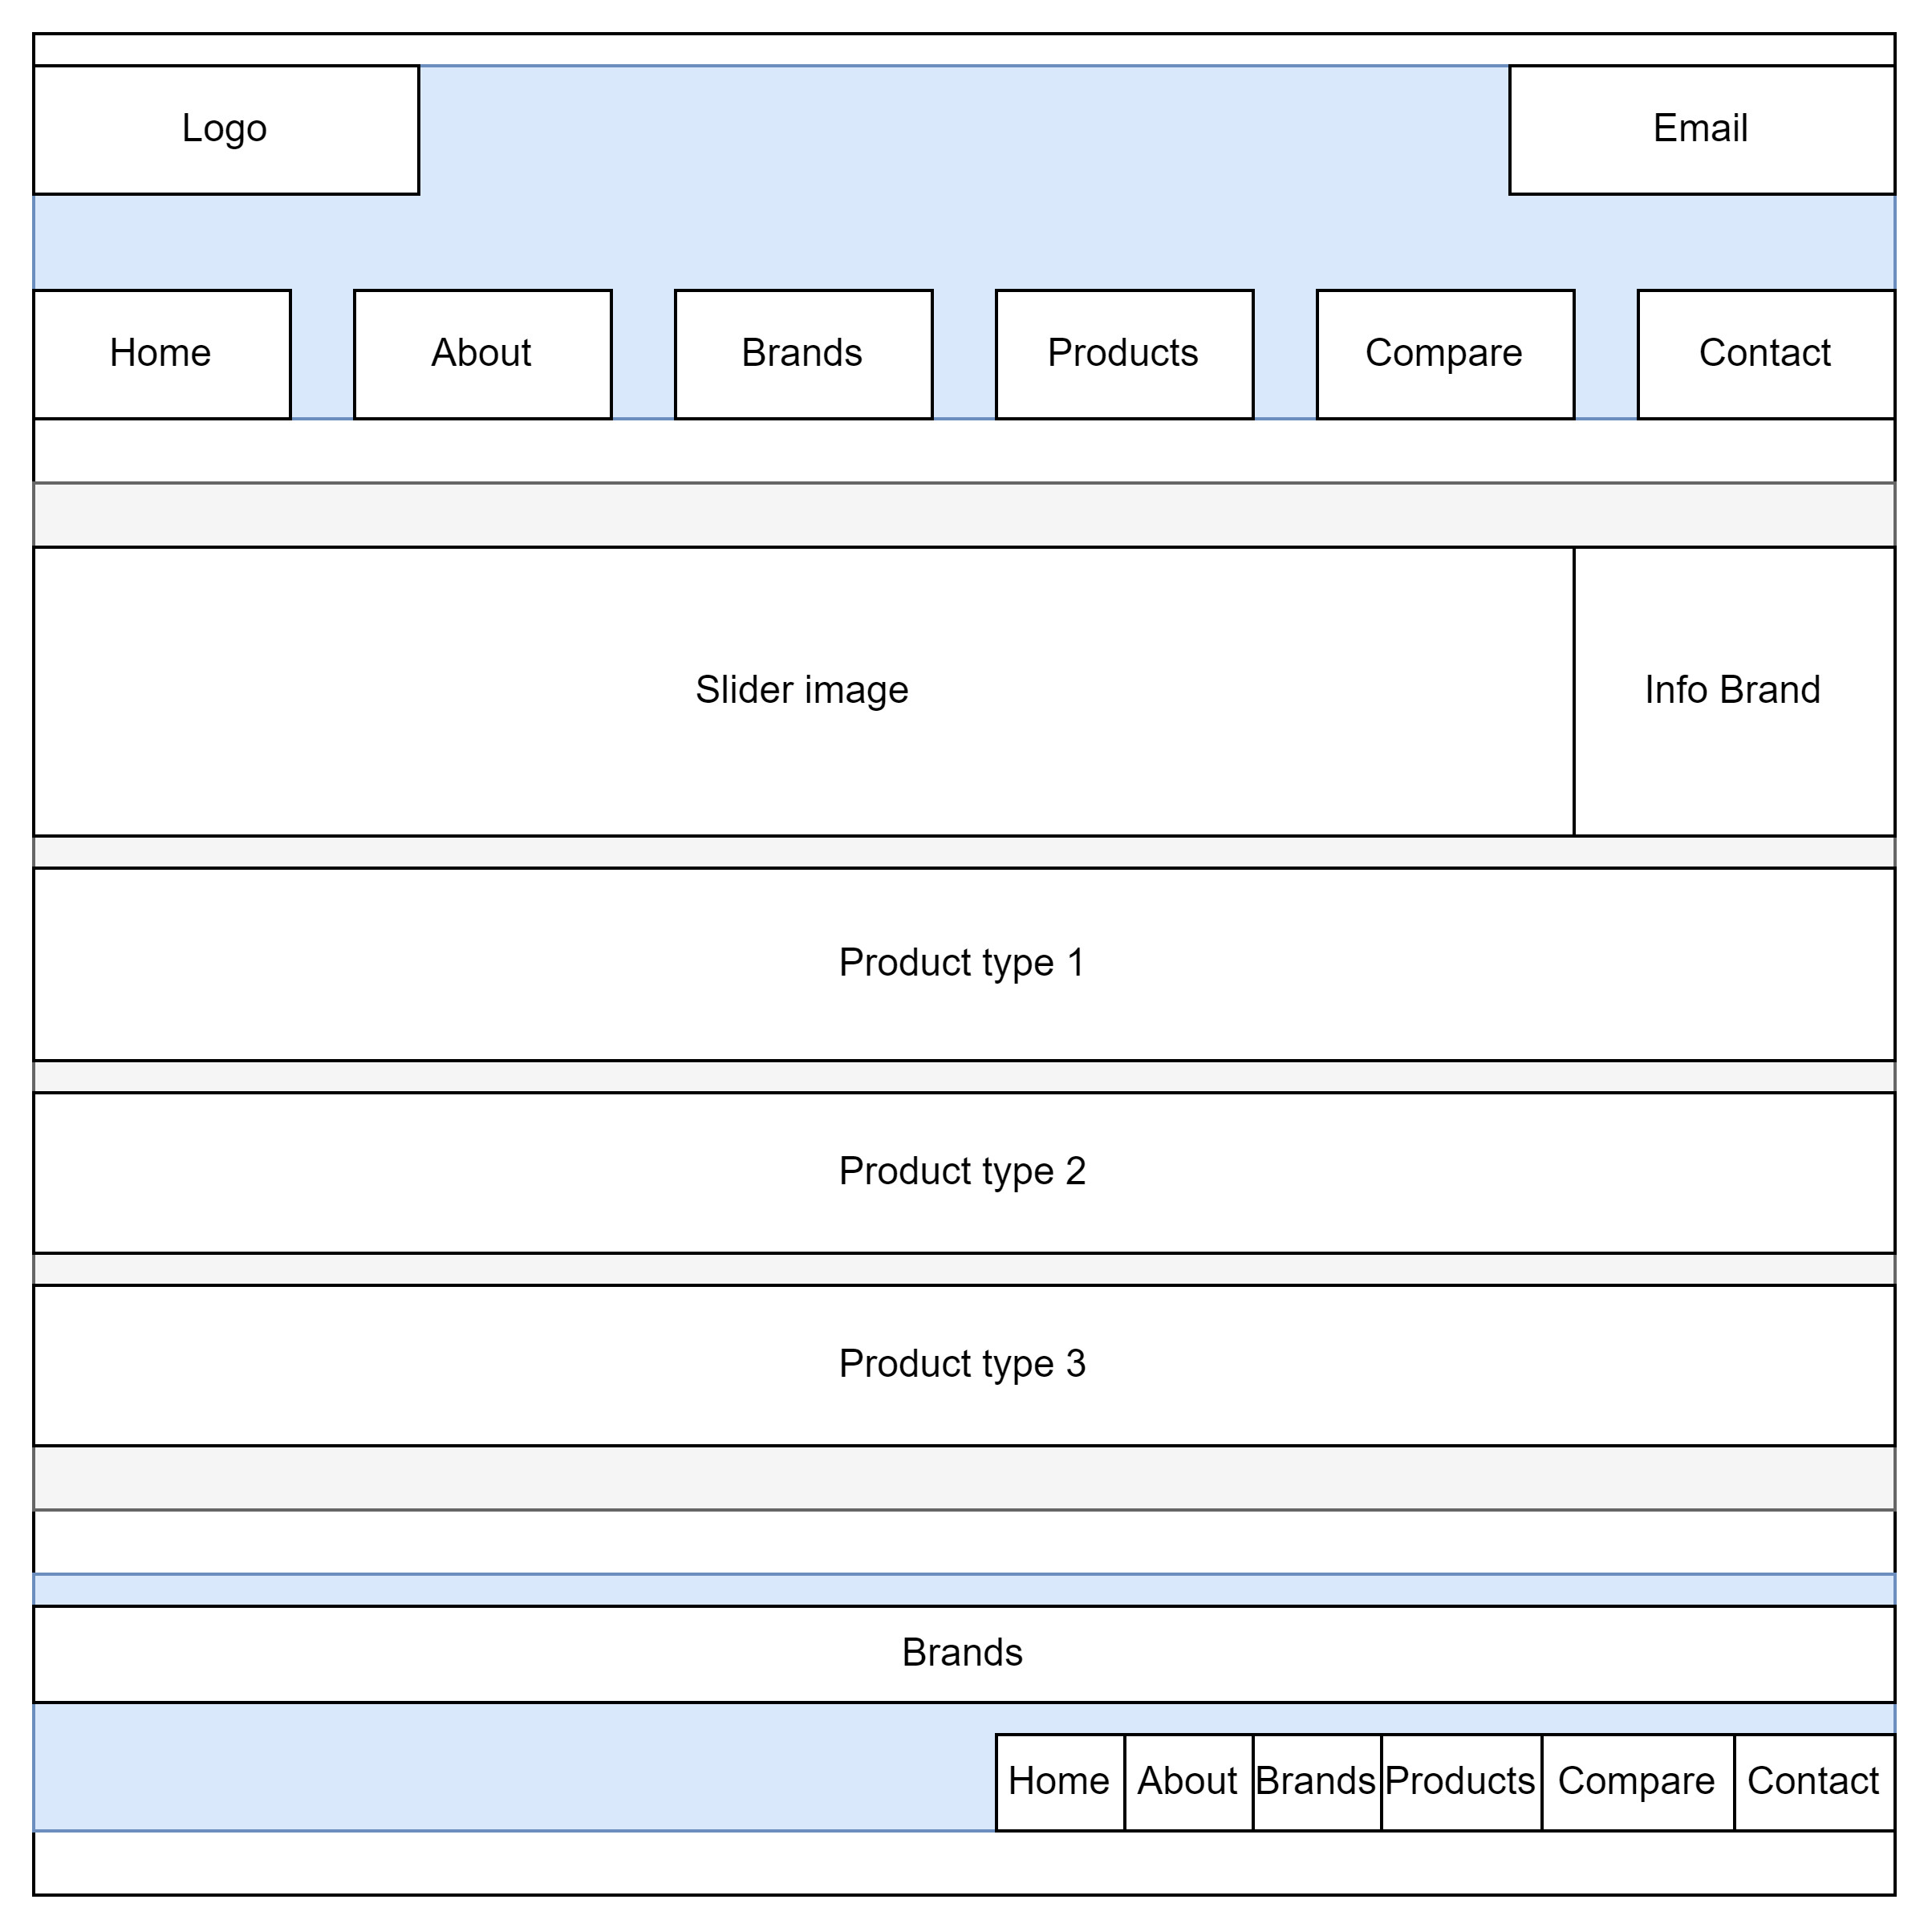 Logo
Email
Home
About
Brands
Products
Compare
Contact
Slider image
Info Brand
Product type 1
Product type 2
Product type 3
Brands
Home
About
Brands
Products
Compare
Contact